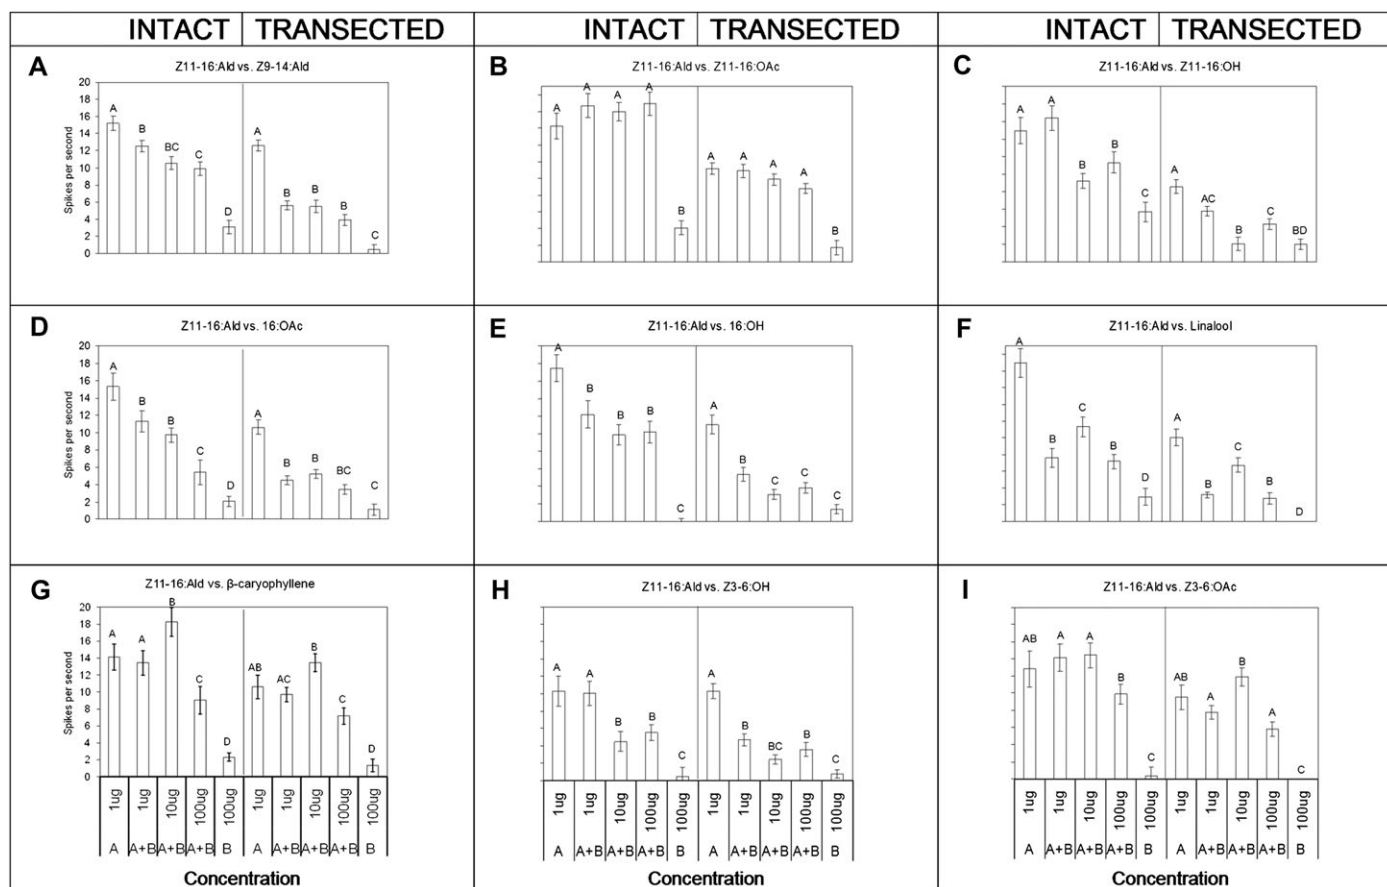 INTACT TRANSECTED INTACT TRANSECTED INTACT TRANSECTED
A
Z11-16:Ald vs. Z9-14:Ald
Spikes per second
20
18
16
14
12
10
8
6
4
2
0
A B BC C D A B B B C
B
Z11-16:Ald vs. Z11-16:OAc
A A A A B A A A A B
C
Z11-16:Ald vs. Z11-16:OH
A A B B C A AC B C BD
D
Z11-16:Ald vs. 16:OAc
Spikes per second
20
18
16
14
12
10
8
6
4
2
0
A B B C D A B B BC C
E
Z11-16:Ald vs. 16:OH
A B B B C A B C C C
F
Z11-16:Ald vs. Linalool
A B C B D A B C B D
G
Z11-16:Ald vs. β-caryophyllene
Spikes per second
20
18
16
14
12
10
8
6
4
2
0
A A B C D AB AC B C D
1ug 1ug 10ug 100ug 100ug 1ug 1ug 10ug 100ug 100ug
A A+B A+B A+B B A A+B A+B A+B B
Concentration
H
Z11-16:Ald vs. Z3-6:OH
A A B B C A B BC B C
1ug 1ug 10ug 100ug 100ug 1ug 1ug 10ug 100ug 100ug
A A+B A+B A+B B A A+B A+B A+B B
Concentration
I
Z11-16:Ald vs. Z3-6:OAc
AB A A B C AB A B A C
1ug 1ug 10ug 100ug 100ug 1ug 1ug 10ug 100ug 100ug
A A+B A+B A+B B A A+B A+B A+B B
Concentration